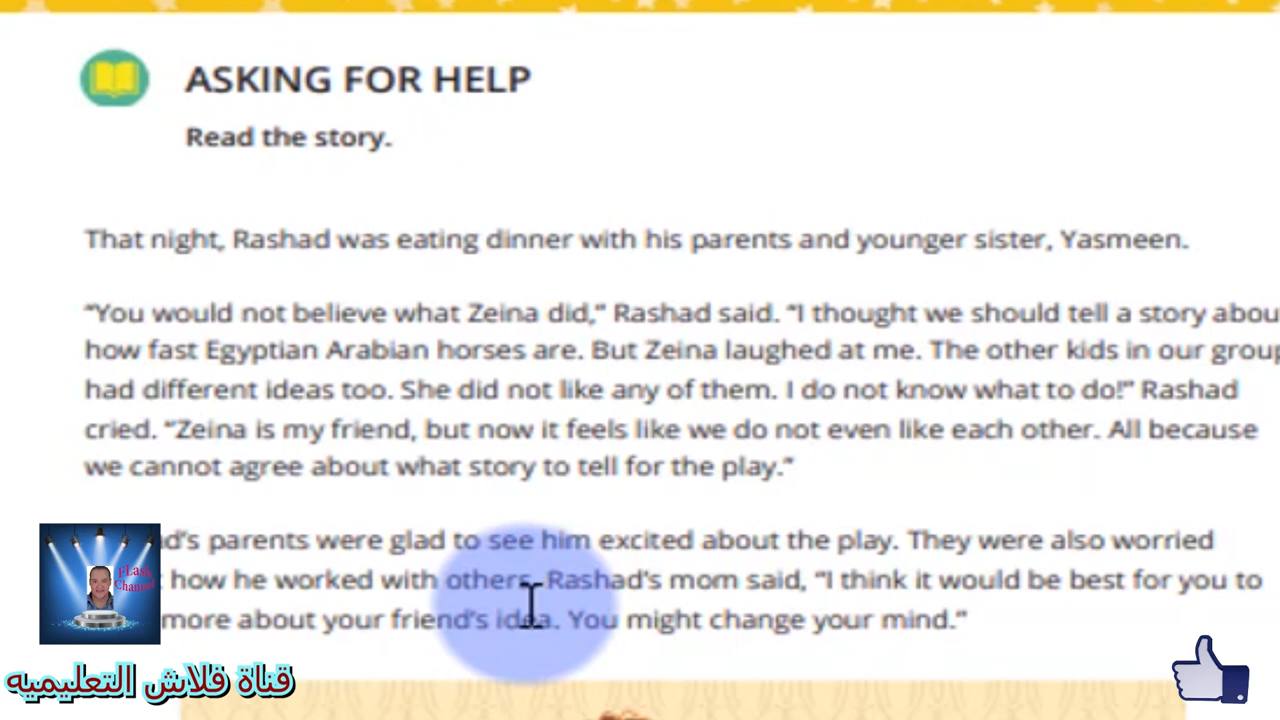 ASKING FOR HELP
Read the story.
That night, Rashad was eating dinner with his parents and younger sister, Yasmeen.
“You would not believe what Zeina did,” Rashad said. “I thought we should tell a story abou
how fast Egyptian Arabian horses are. But Zeina laughed at me. The other kids in our group
had different ideas too. She did not like any of them. I do not know what to do!” Rashad
cried. “Zeina is my friend, but now it feels like we do not even like each other. All because
we cannot agree about what story to tell for the play.”
d’s parents were glad to see him excited about the play. They were also worried
how he worked with others. Rashad’s mom said, “I think it would be best for you to
more about your friend’s idea. You might change your mind.”
FLash
Channel
قناة فلاش التعليميه